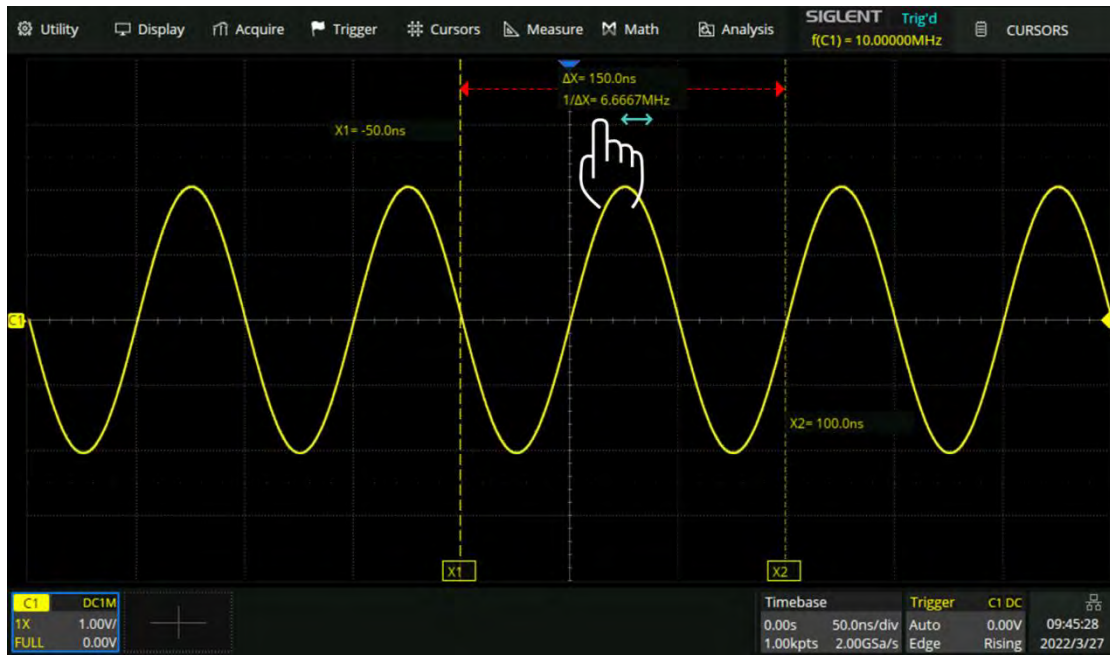 Utility Display Acquire Trigger Cursors Measure Math Analysis SIGLENT Trig'd CURSORS
f(C1) = 10.00000MHz
ΔX= 150.0ns
1/ΔX= 6.6667MHz
X1= -50.0ns
C1
X2= 100.0ns
X1 X2
C1 DC1M Timebase Trigger C1 DC
1X 1.00V/ 0.00s 50.0ns/div Auto 0.00V 09:45:28
FULL 0.00V 1.00kpts 2.00GSa/s Edge Rising 2022/3/27